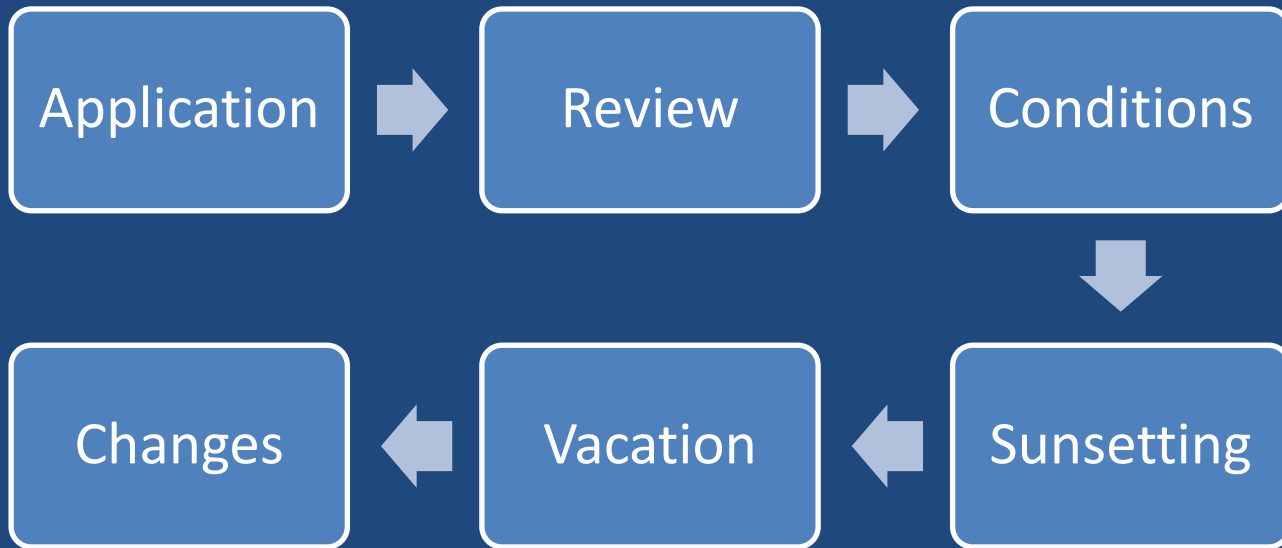 Application
Review
Conditions
Sunsetting
Vacation
Changes